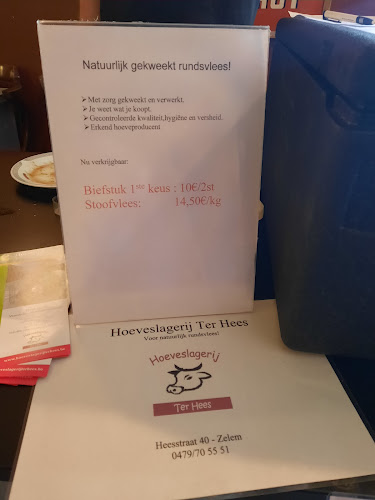 Natuurlijk gekweekt rundsvlees!
➢Met zorg gekweekt en verwerkt.
➢Je weet wat je koopt.
➢Gecontroleerde kwaliteit,hygiëne en versheid.
➢Erkend hoeveproducent
Nu verkrijgbaar:
Biefstuk 1ste keus : 10€/2st
Stoofvlees: 14,50€/kg
Hoeveslagerij Ter Hees
Voor natuurlijk rundsvlees!
Hoeveslagerij
Ter Hees
Heesstraat 40 - Zelem
0479/70 55 51